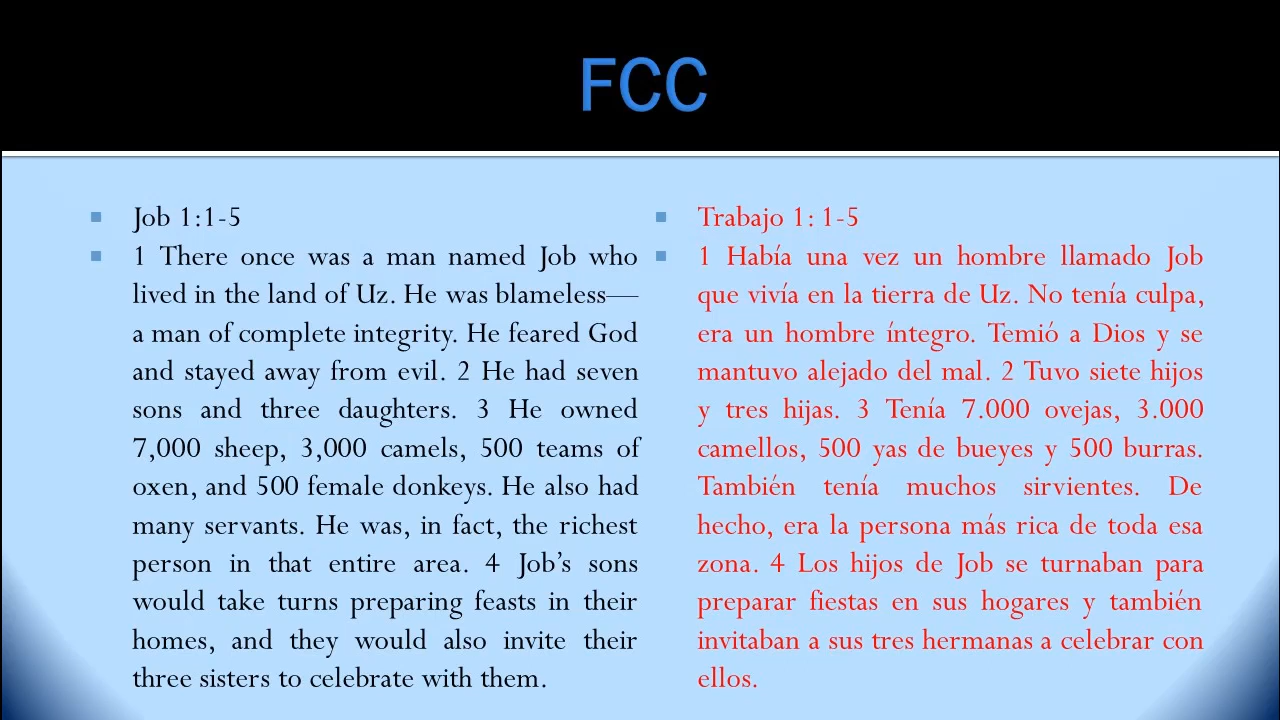 FCC
Job 1:1-5
1 There once was a man named Job who
lived in the land of Uz. He was blameless—
a man of complete integrity. He feared God
and stayed away from evil. 2 He had seven
sons and three daughters. 3 He owned
7,000 sheep, 3,000 camels, 500 teams of
oxen, and 500 female donkeys. He also had
many servants. He was, in fact, the richest
person in that entire area. 4 Job’s sons
would take turns preparing feasts in their
homes, and they would also invite their
three sisters to celebrate with them.
Trabajo 1: 1-5
1 Había una vez un hombre llamado Job
que vivía en la tierra de Uz. No tenía culpa,
era un hombre íntegro. Temió a Dios y se
mantuvo alejado del mal. 2 Tuvo siete hijos
y tres hijas. 3 Tenía 7.000 ovejas, 3.000
camellos, 500 yas de bueyes y 500 burras.
También tenía muchos sirvientes. De
hecho, era la persona más rica de toda esa
zona. 4 Los hijos de Job se turnaban para
preparar fiestas en sus hogares y también
invitaban a sus tres hermanas a celebrar con
ellos.